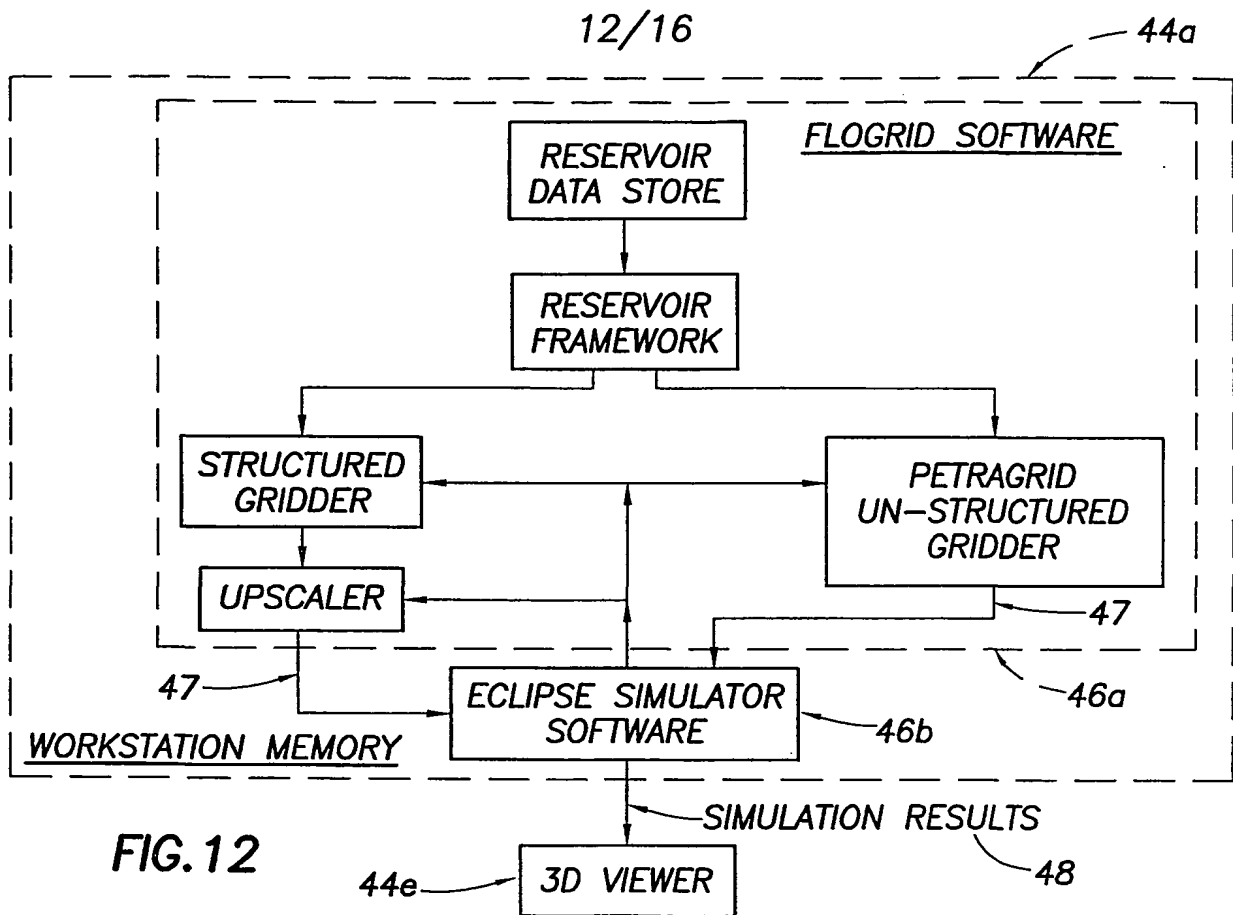 12/16
44a
FLOGRID SOFTWARE
RESERVOIR
DATA STORE
RESERVOIR
FRAMEWORK
STRUCTURED
GRIDDER
PETRAGRID
UN-STRUCTURED
GRIDDER
UPSCALER
47
47
46a
ECLIPSE SIMULATOR
SOFTWARE
46b
WORKSTATION MEMORY
SIMULATION RESULTS
48
FIG.12
44e
3D VIEWER